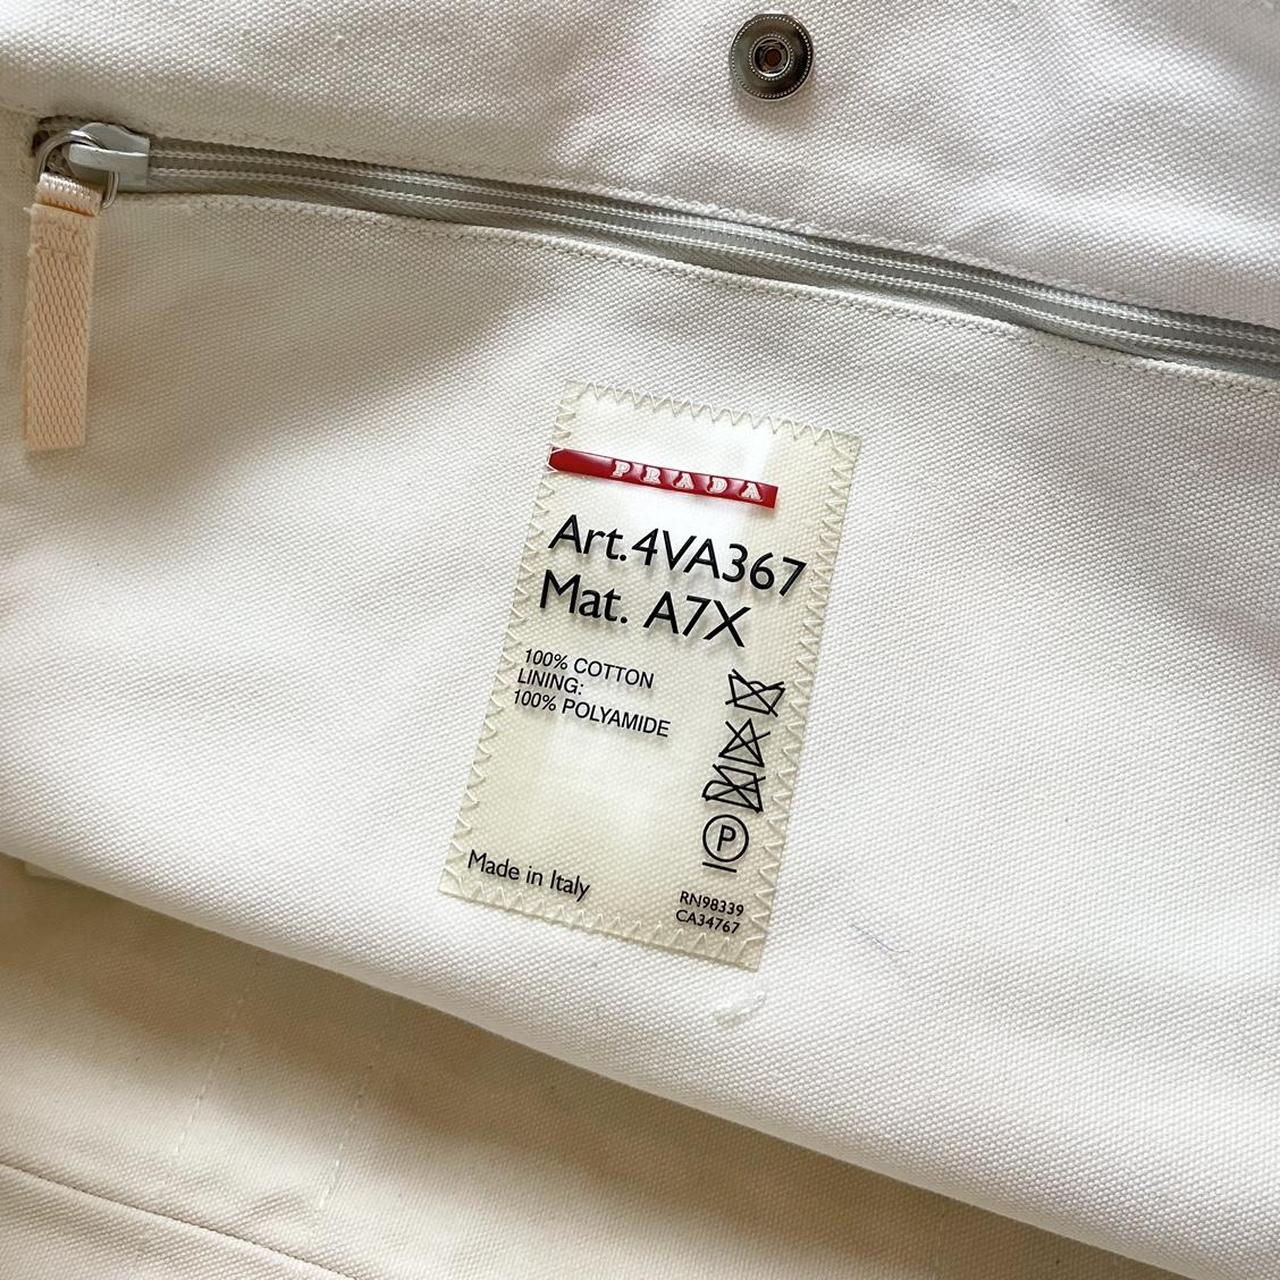 PRADA
Art.4VA367
Mat. A7X
100% COTTON
LINING:
100% POLYAMIDE
P
Made in Italy
RN98339
CA34767